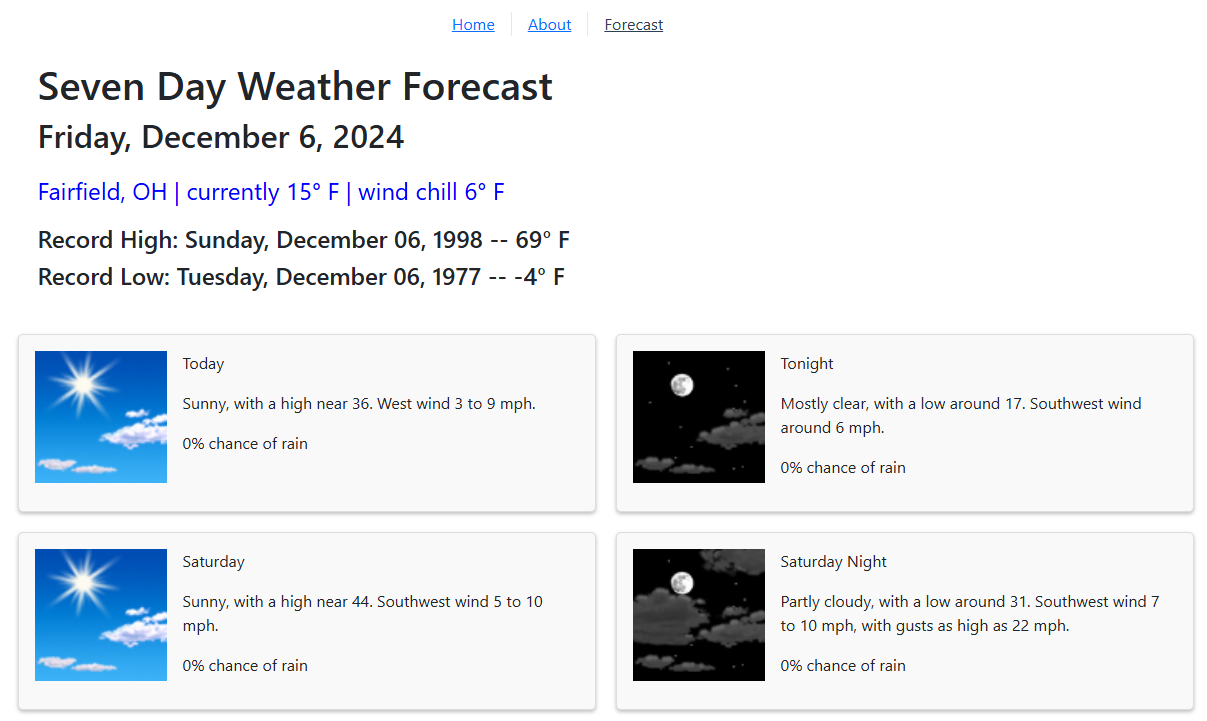 Home About Forecast
Seven Day Weather Forecast
Friday, December 6, 2024
Fairfield, OH | currently 15° F | wind chill 6° F
Record High: Sunday, December 06, 1998 -- 69° F
Record Low: Tuesday, December 06, 1977 -- -4° F
Today
Sunny, with a high near 36. West wind 3 to 9 mph.
0% chance of rain
Tonight
Mostly clear, with a low around 17. Southwest wind
around 6 mph.
0% chance of rain
Saturday
Sunny, with a high near 44. Southwest wind 5 to 10
mph.
0% chance of rain
Saturday Night
Partly cloudy, with a low around 31. Southwest wind 7
to 10 mph, with gusts as high as 22 mph.
0% chance of rain